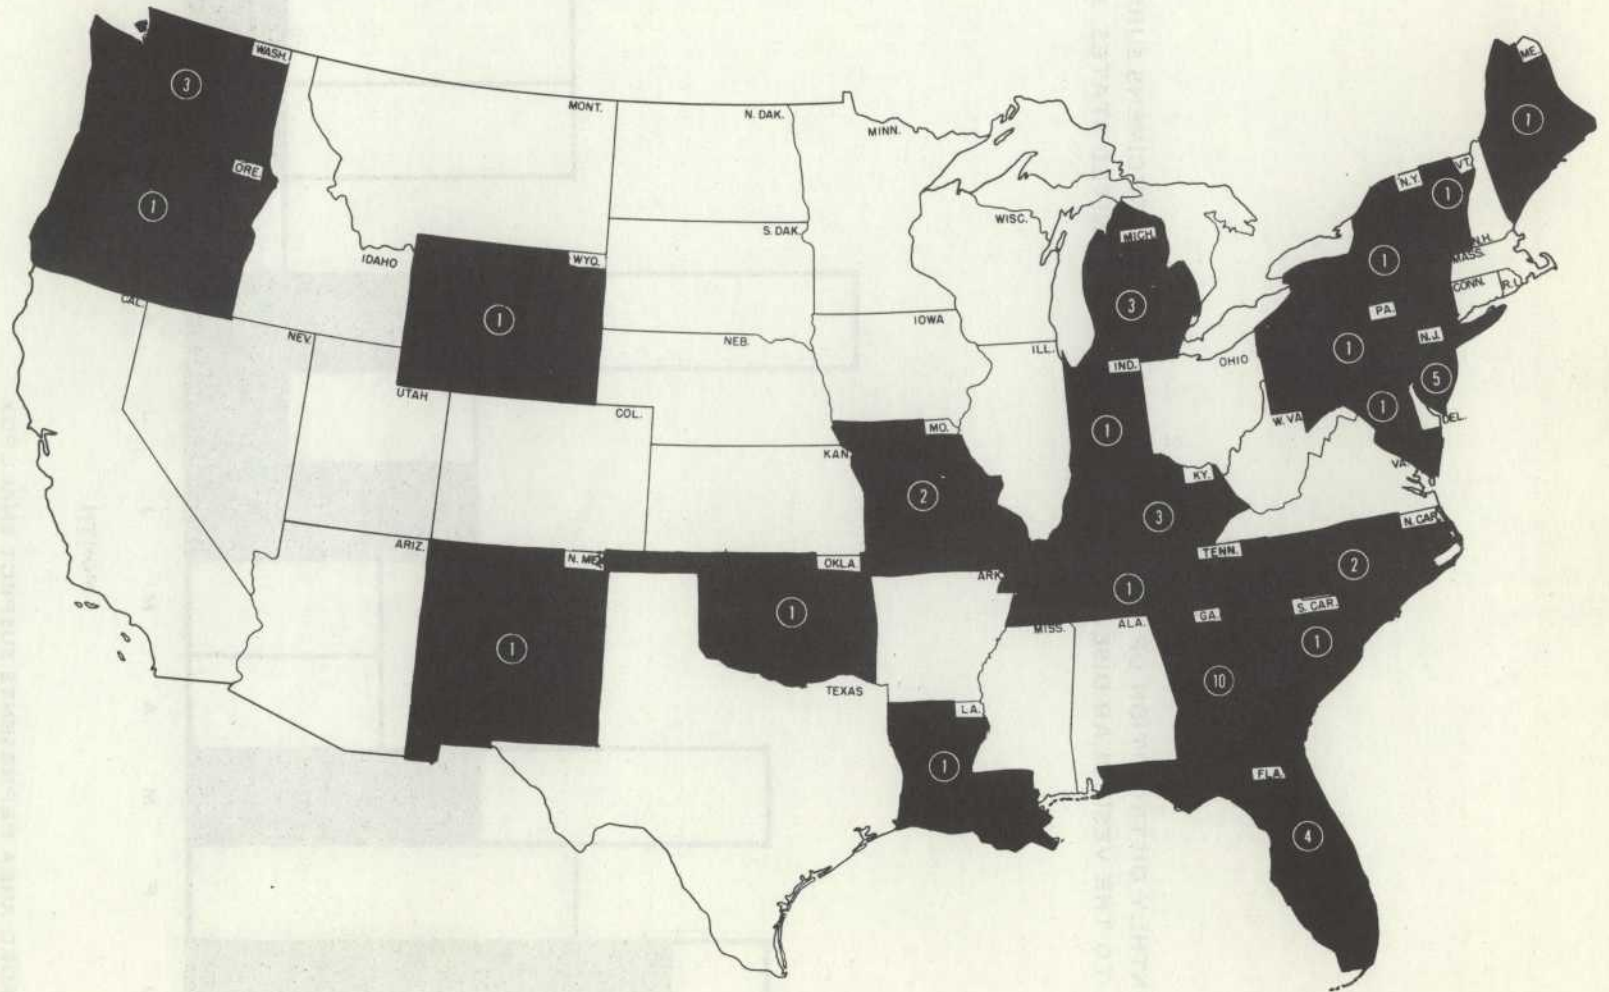 WASH.
3
ORE.
1
MONT.
IDAHO
WYO.
1
N. DAK.
S. DAK.
MINN.
WISC.
MICH.
3
ME.
1
VT.
1
N.Y.
1
N.H.
MASS.
CONN.
R.I.
PA.
1
N.J.
5
1
DEL.
CAL.
NEV.
UTAH
COL.
NEB.
IOWA
ILL.
IND.
1
OHIO
W. VA
VA.
KAN.
MO.
2
KY.
3
TENN.
1
N. CAR.
2
S. CAR.
1
ARIZ.
N. MEX
1
OKLA.
1
ARK.
TEXAS
LA.
1
MISS.
ALA.
GA.
10
FLA.
4